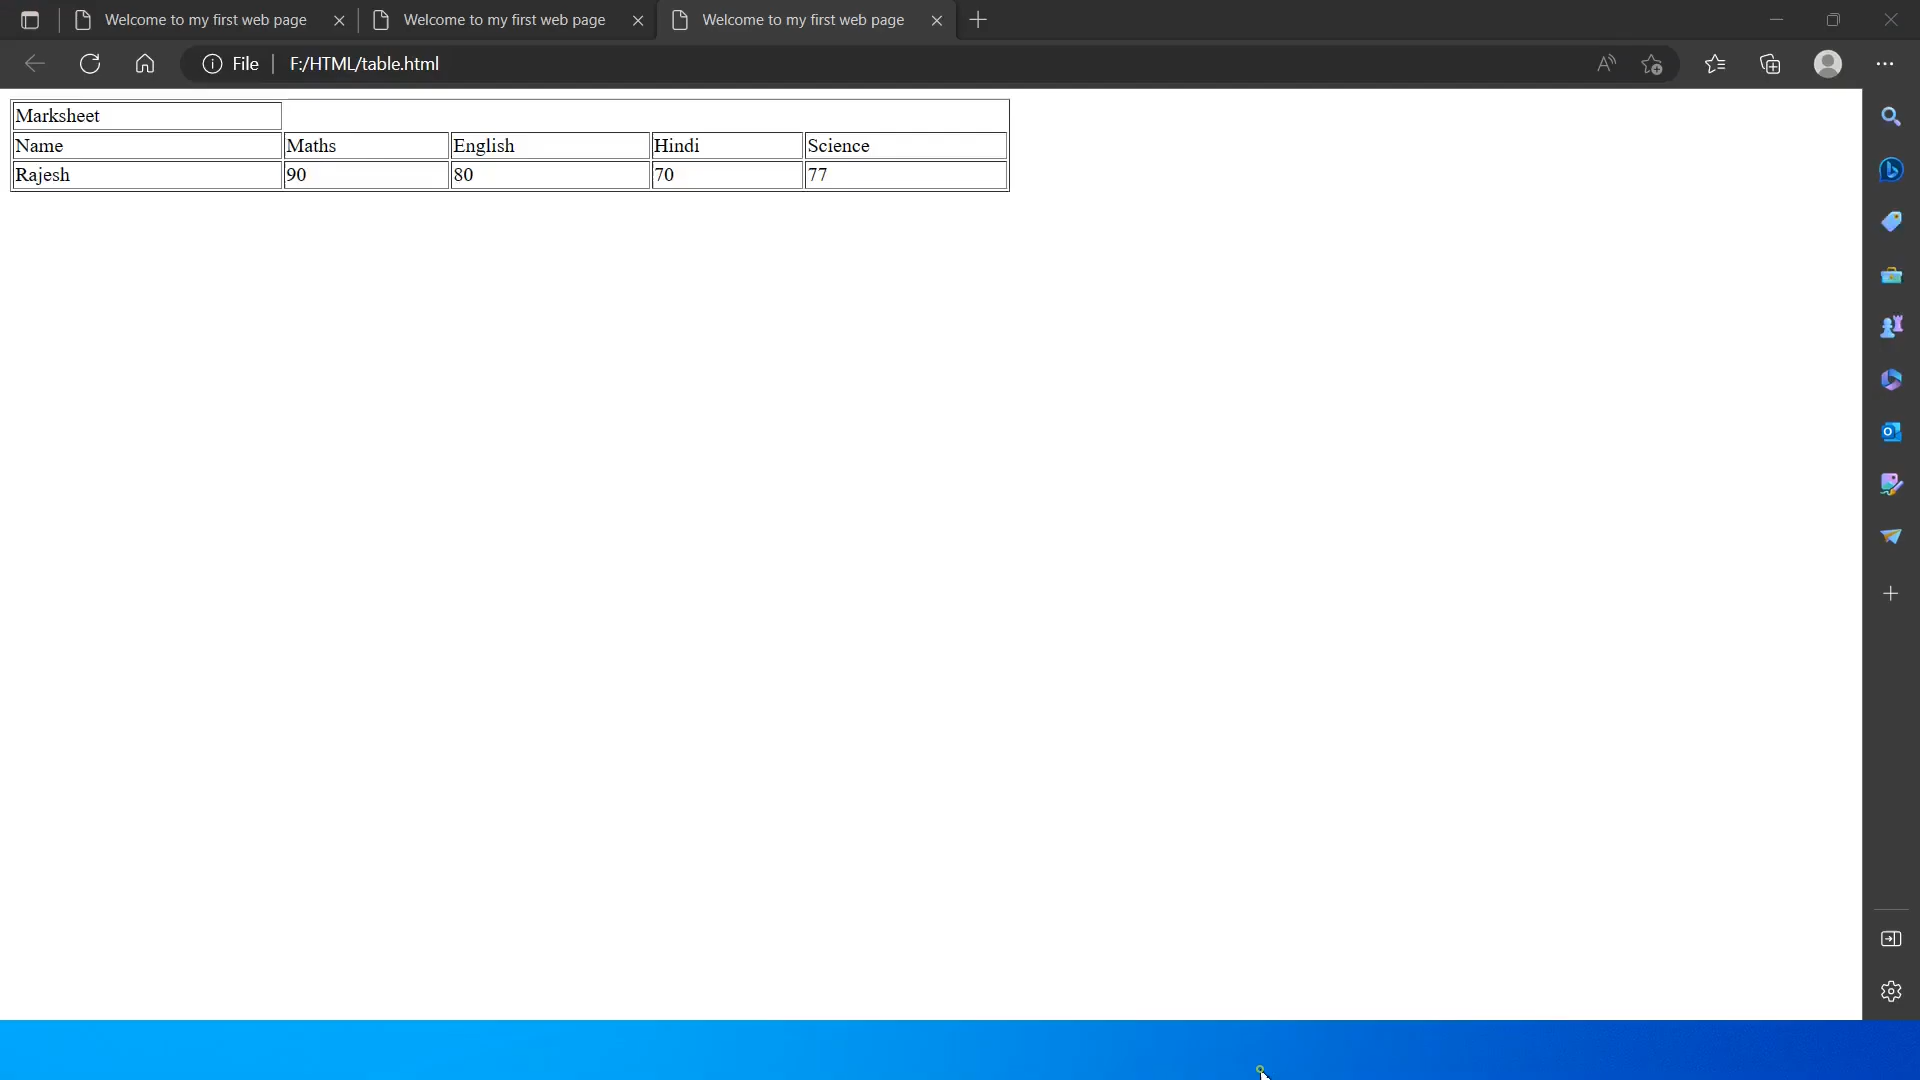 Welcome to my first web page Welcome to my first web page Welcome to my first web page
File F:/HTML/table.html
Marksheet
Name Maths English Hindi Science
Rajesh 90 80 70 77